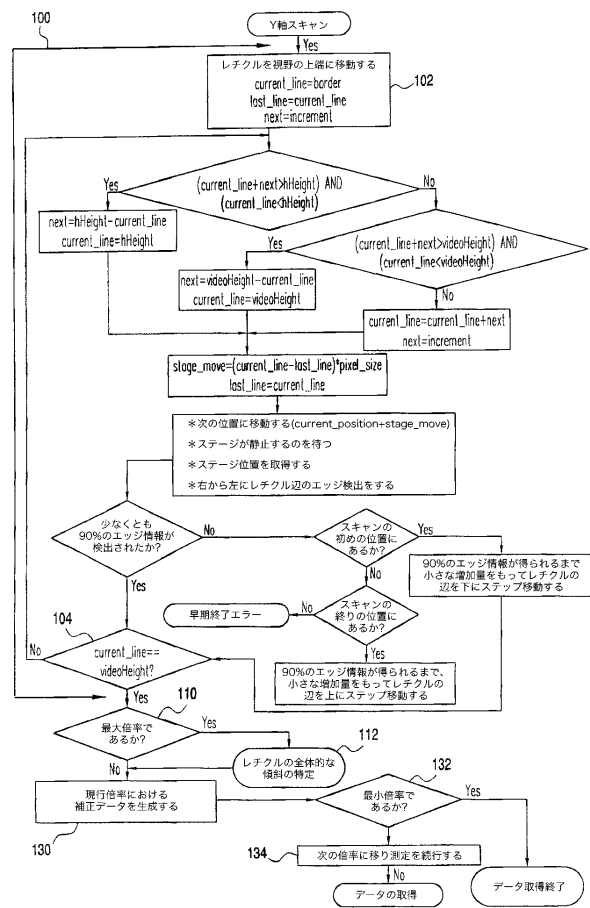 100
Y軸スキャン
Yes
レチクルを視野の上端に移動する
current_line=border
last_line=current_line
next=increment
102
Yes
(current_line+next>hHeight) AND
(current_line<hHeight)
No
next=hHeight-current_line
current_line=hHeight
Yes
(current_line+next>videoHeight) AND
(current_line<videoHeight)
next=videoHeight-current_line
current_line=videoHeight
No
current_line=current_line+next
next=increment
stage_move=(current_line-last_line)*pixel_size
last_line=current_line
*次の位置に移動する(current_position+stage_move)
*ステージが静止するのを待つ
*ステージ位置を取得する
*右から左にレチクル辺のエッジ検出をする
少なくとも
90%のエッジ情報が
検出されたか?
No
スキャンの
初めの位置に
あるか?
Yes
90%のエッジ情報が得られるまで
小さな増加量をもってレチクルの
辺を下にステップ移動する
Yes
No
早期終了エラー
No
スキャンの
終りの位置に
あるか?
104
No
current_line==
videoHeight?
Yes
90%のエッジ情報が得られるまで、
小さな増加量をもってレチクルの
辺を上にステップ移動する
Yes
110
最大倍率で
あるか?
Yes
112
レチクルの全体的な
傾斜の特定
No
132
現行倍率における
補正データを生成する
最小倍率で
あるか?
Yes
130
134
次の倍率に移り測定を続行する
No
データの取得
データ取得終了